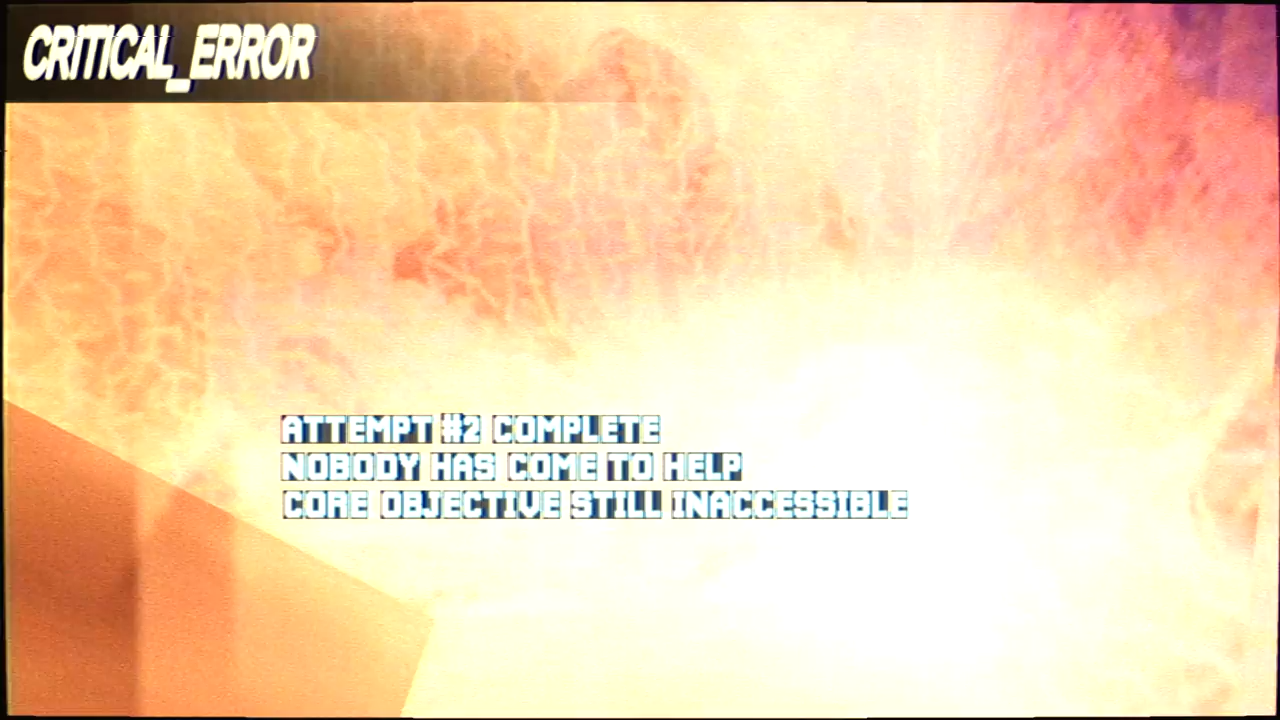 CRITICAL_ERROR
ATTEMPT #2 COMPLETE
NOBODY HAS COME TO HELP
CORE OBJECTIVE STILL INACCESSIBLE